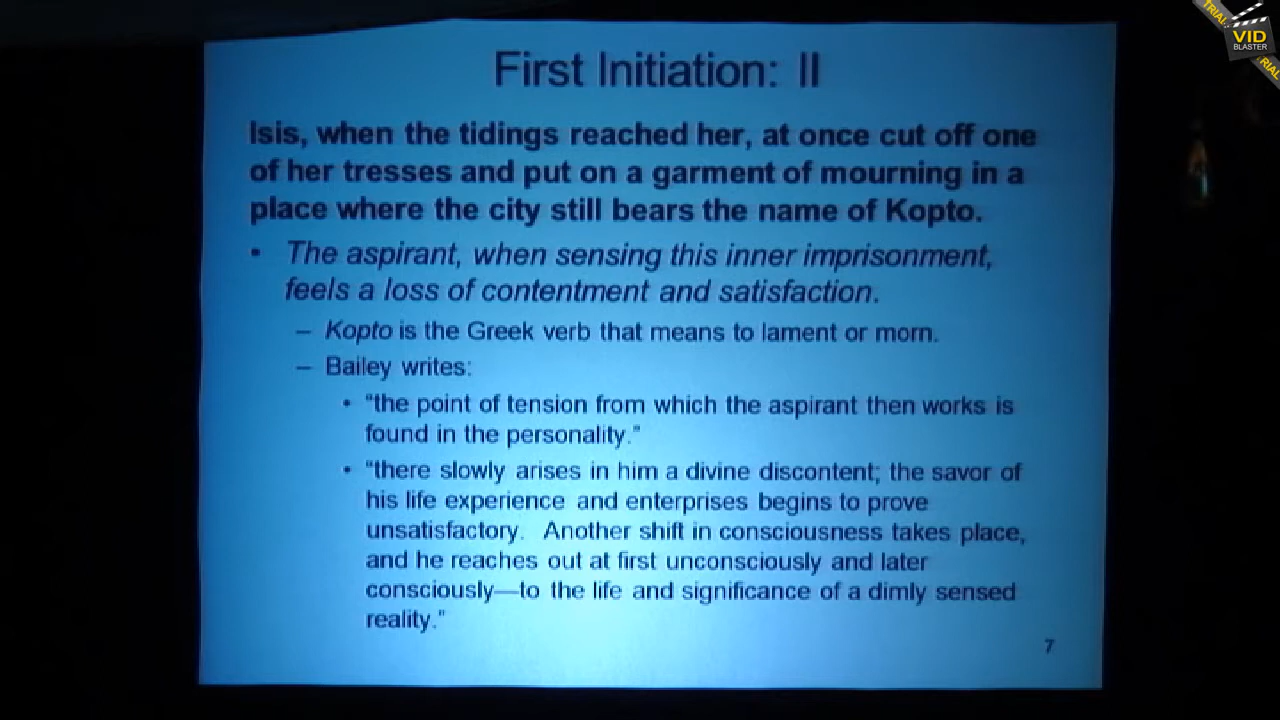 First Initiation: II
Isis, when the tidings reached her, at once cut off one
of her tresses and put on a garment of mourning in a
place where the city still bears the name of Kopto.
• The aspirant, when sensing this inner imprisonment,
feels a loss of contentment and satisfaction.
– Kopto is the Greek verb that means to lament or morn.
– Bailey writes:
• “the point of tension from which the aspirant then works is
found in the personality.”
• “there slowly arises in him a divine discontent; the savor of
his life experience and enterprises begins to prove
unsatisfactory. Another shift in consciousness takes place,
and he reaches out at first unconsciously and later
consciously—to the life and significance of a dimly sensed
reality.”
7
TRIAL
VID
BLASTER
RIAL